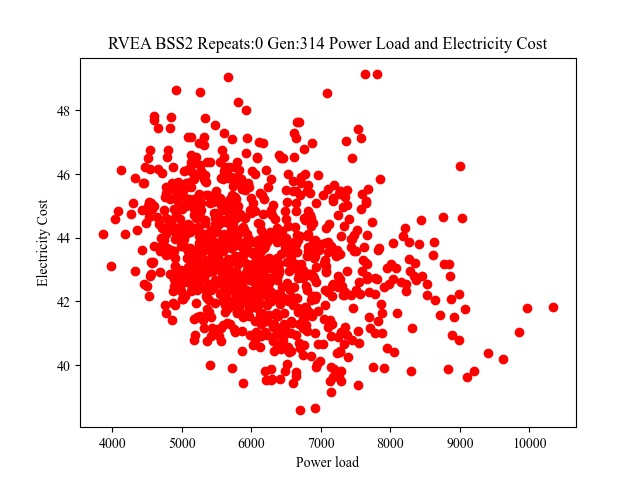 RVEA BSS2 Repeats:0 Gen:314 Power Load and Electricity Cost
48
46
44
42
40
Electricity Cost
4000 5000 6000 7000 8000 9000 10000
Power load